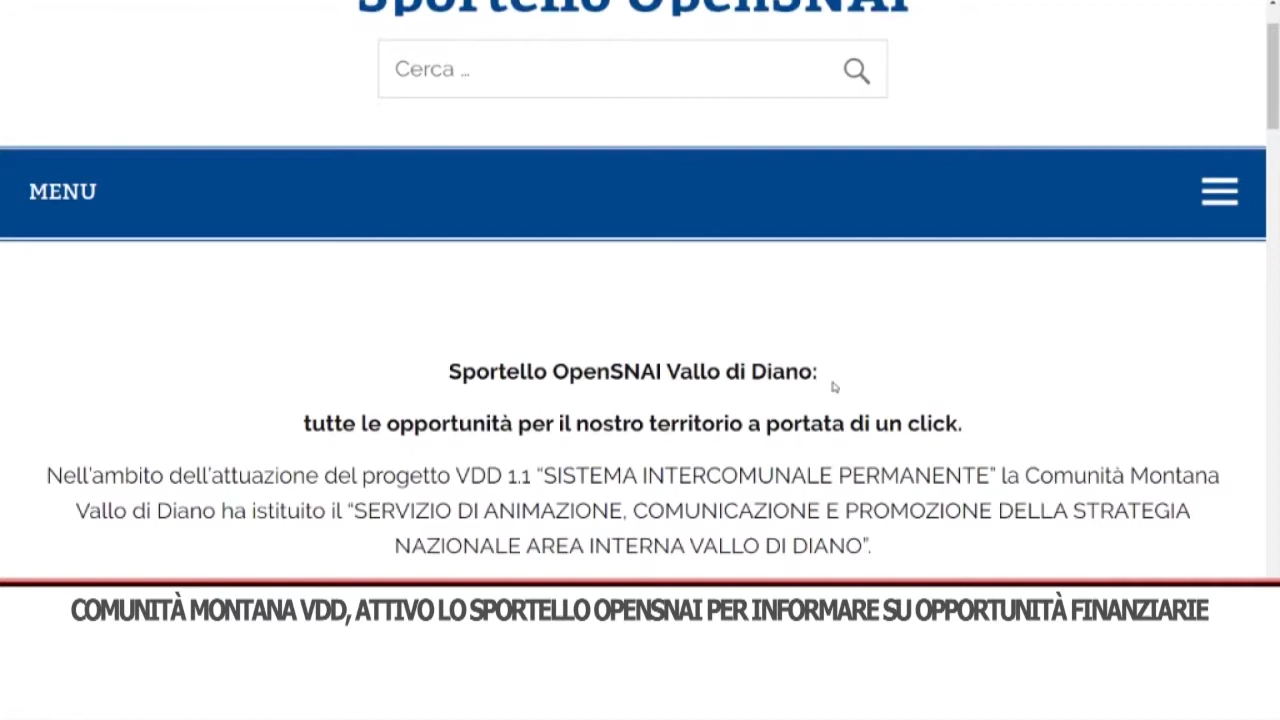 Sportello OpenSNAI
Cerca ...
MENU
Sportello OpenSNAI Vallo di Diano:
tutte le opportunità per il nostro territorio a portata di un click.
Nell'ambito dell'attuazione del progetto VDD 1.1 “SISTEMA INTERCOMUNALE PERMANENTE” la Comunità Montana
Vallo di Diano ha istituito il “SERVIZIO DI ANIMAZIONE, COMUNICAZIONE E PROMOZIONE DELLA STRATEGIA
NAZIONALE AREA INTERNA VALLO DI DIANO”.
COMUNITÀ MONTANA VDD, ATTIVO LO SPORTELLO OPENSNAI PER INFORMARE SU OPPORTUNITÀ FINANZIARIE